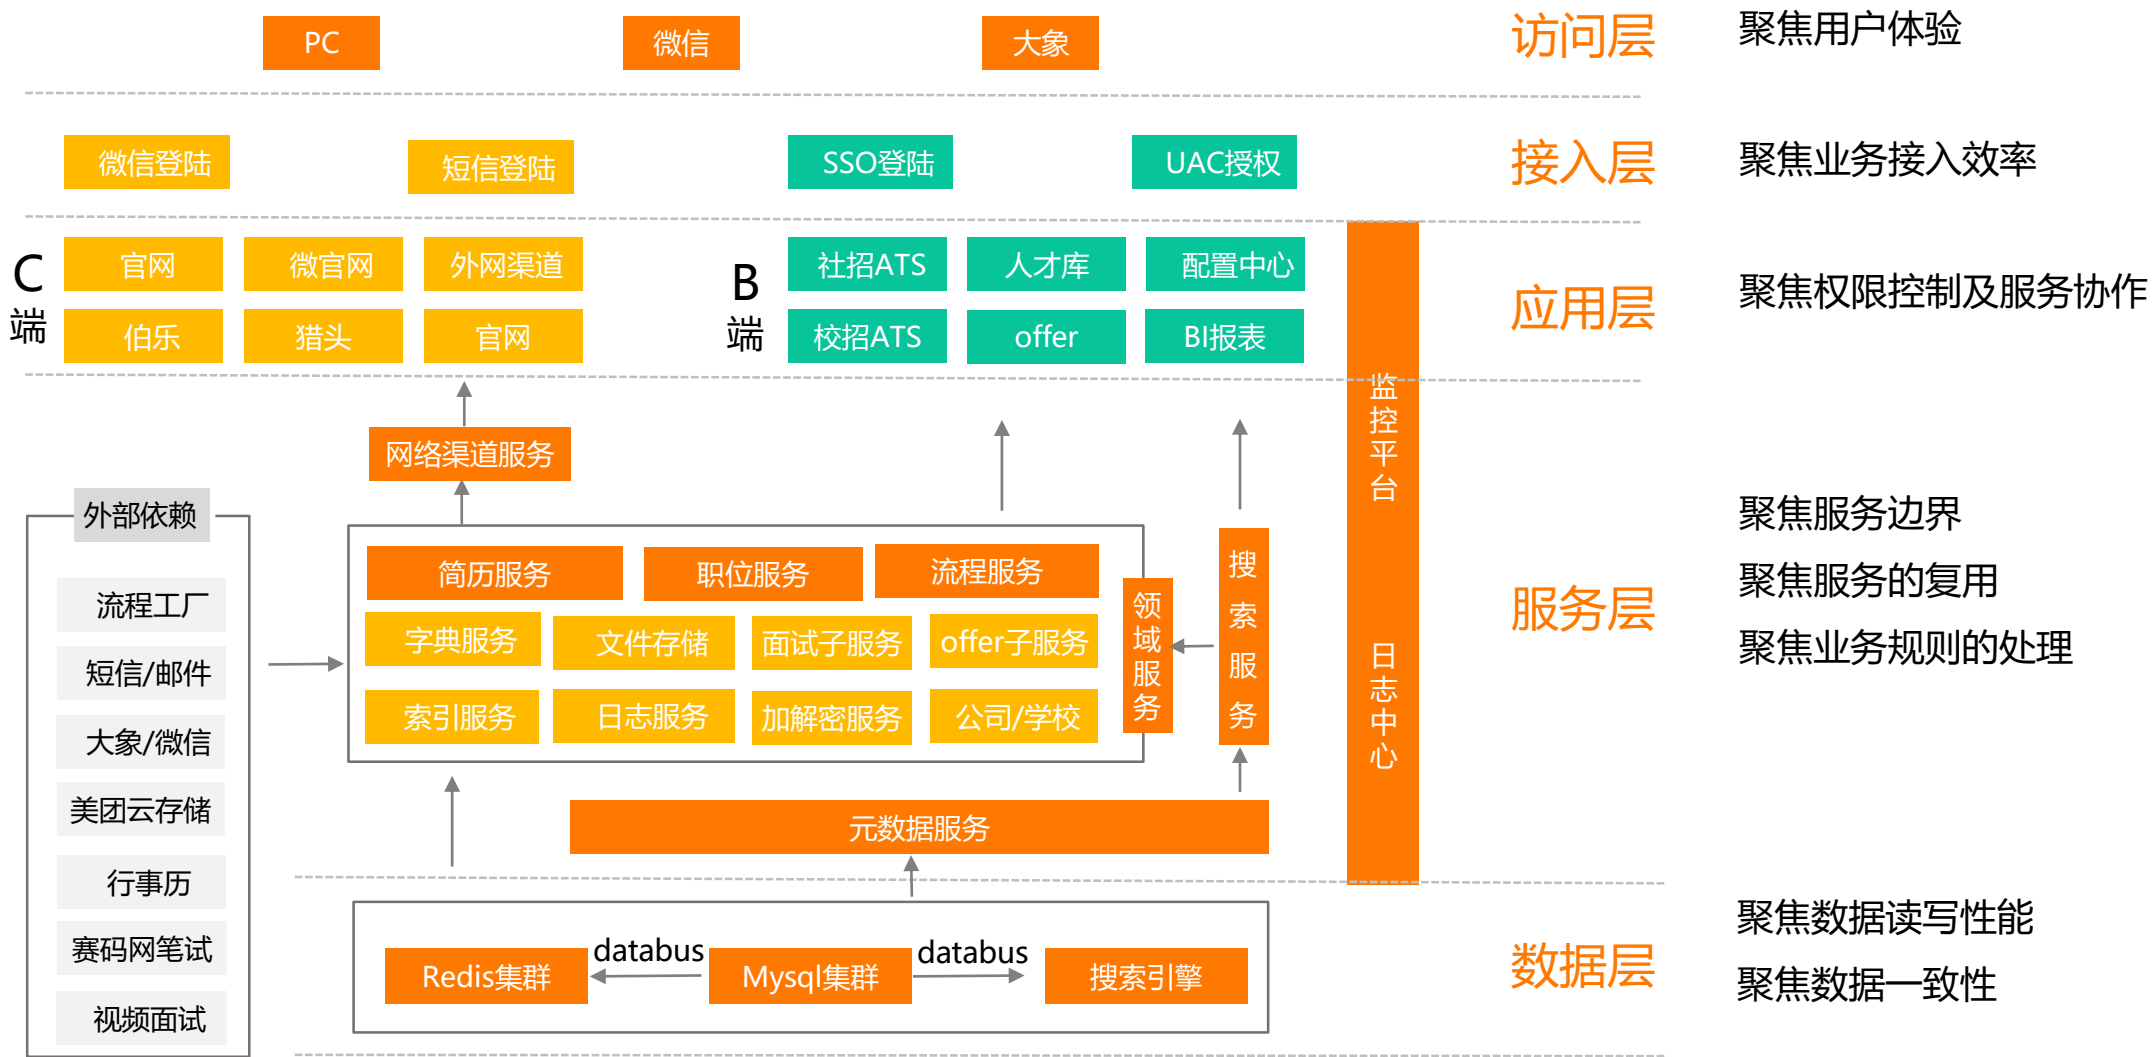 PC
微信
大象
访问层
聚焦用户体验
微信登陆
短信登陆
SSO登陆
UAC授权
接入层
聚焦业务接入效率
C
端
官网
微官网
外网渠道
伯乐
猎头
官网
B
端
社招ATS
人才库
配置中心
校招ATS
offer
BI报表
应用层
聚焦权限控制及服务协作
监控平台
日志中心
网络渠道服务
外部依赖
流程工厂
短信/邮件
大象/微信
美团云存储
行事历
赛码网笔试
视频面试
简历服务
职位服务
流程服务
字典服务
文件存储
面试子服务
offer子服务
索引服务
日志服务
加解密服务
公司/学校
领域服务
搜索服务
元数据服务
服务层
聚焦服务边界
聚焦服务的复用
聚焦业务规则的处理
Redis集群
databus
Mysql集群
databus
搜索引擎
数据层
聚焦数据读写性能
聚焦数据一致性